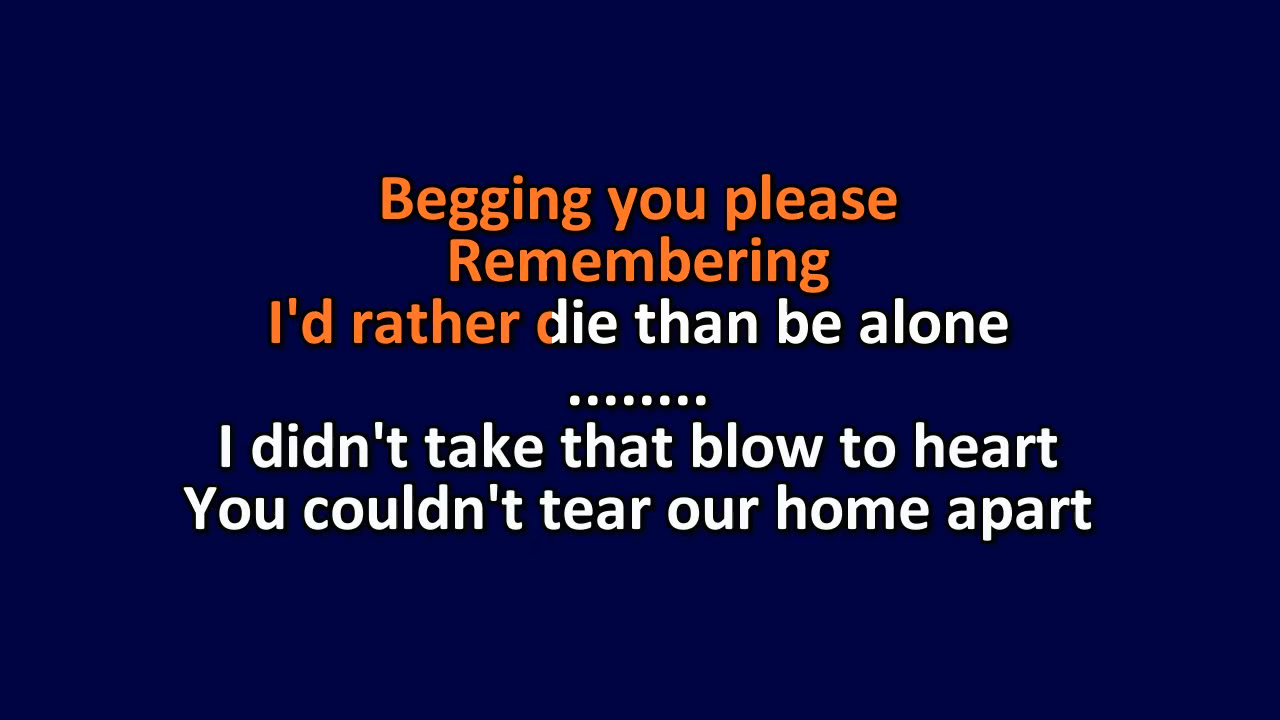 Begging you please
Remembering
I'd rather die than be alone
........
I didn't take that blow to heart
You couldn't tear our home apart